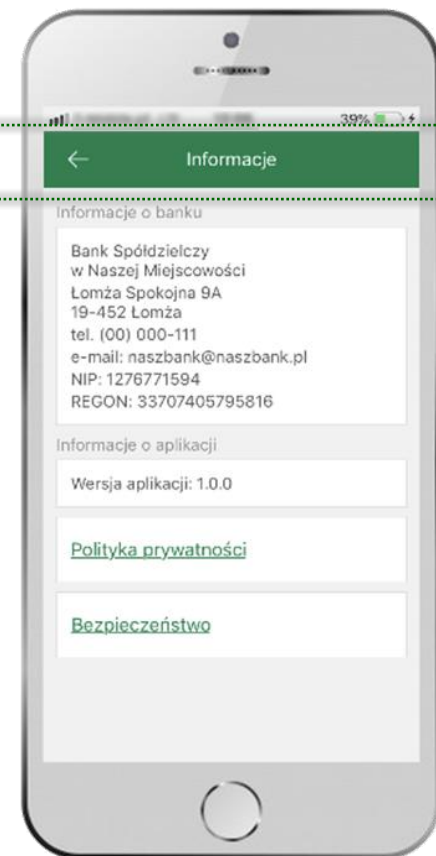 39%
Informacje
Informacje o banku
Bank Spółdzielczy
w Naszej Miejscowości
Łomża Spokojna 9A
19-452 Łomża
tel. (00) 000-111
e-mail: naszbank@naszbank.pl
NIP: 1276771594
REGON: 33707405795816
Informacje o aplikacji
Wersja aplikacji: 1.0.0
Polityka prywatności
Bezpieczeństwo